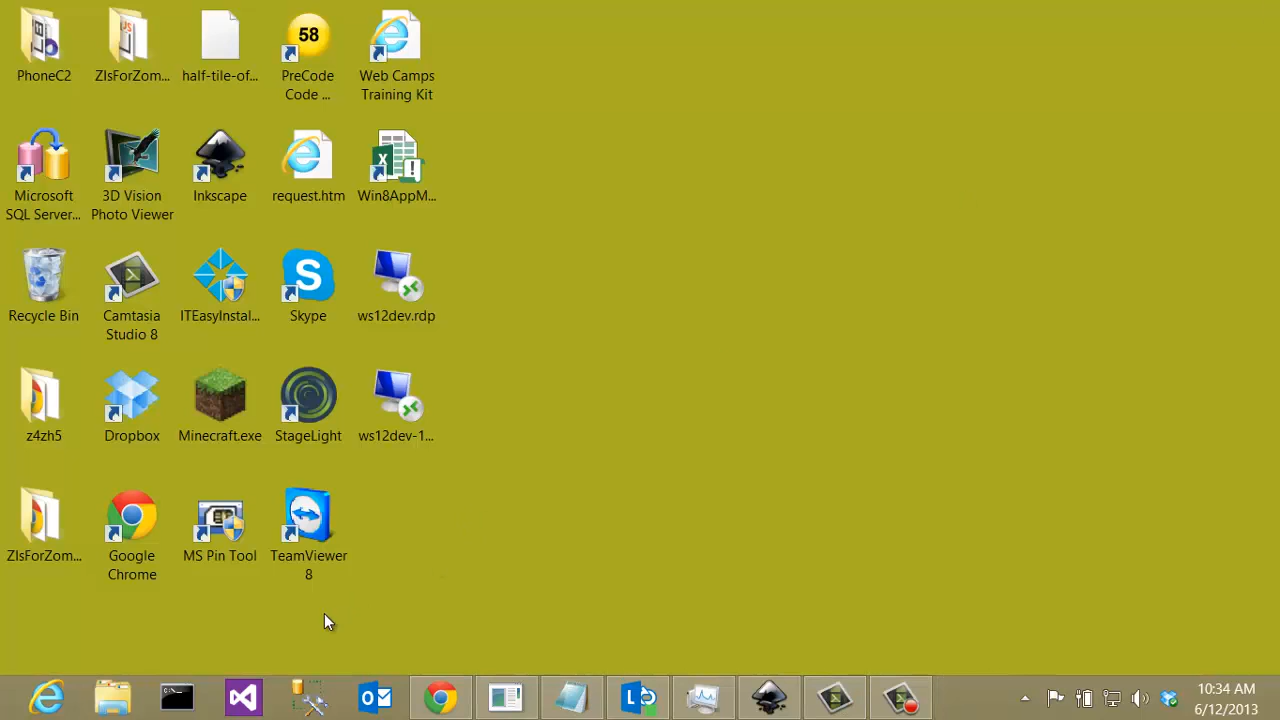 PhoneC2
ZIsForZom...
half-tile-of...
58
PreCode
Code ...
Web Camps
Training Kit
Microsoft
SQL Server...
3D Vision
Photo Viewer
Inkscape
request.htm
Win8AppM...
Recycle Bin
Camtasia
Studio 8
ITEasyInstal...
Skype
ws12dev.rdp
z4zh5
Dropbox
Minecraft.exe
StageLight
ws12dev-1...
ZIsForZom...
Google
Chrome
MS Pin Tool
TeamViewer
8
10:34 AM
6/12/2013